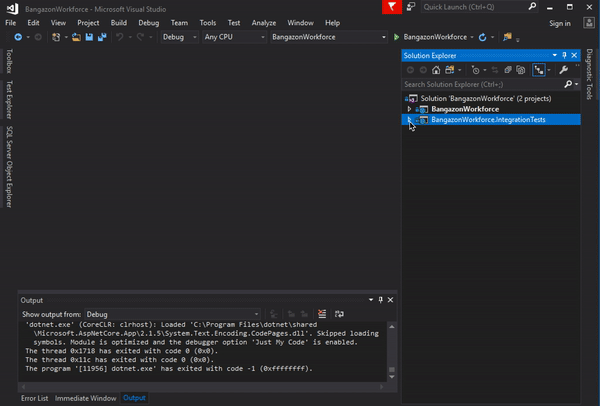 BangazonWorkforce - Microsoft Visual Studio
Quick Launch (Ctrl+Q)
File Edit View Project Build Debug Team Tools Test Analyze Window Help
Sign in
Debug Any CPU BangazonWorkforce BangazonWorkforce
Toolbox
Test Explorer
SQL Server Object Explorer
Solution Explorer
Search Solution Explorer (Ctrl+;)
Solution 'BangazonWorkforce' (2 projects)
BangazonWorkforce
BangazonWorkforce.IntegrationTests
Diagnostic Tools
Output
Show output from: Debug
'dotnet.exe' (CoreCLR: clrhost): Loaded 'C:\Program Files\dotnet\shared
\Microsoft.AspNetCore.App\2.1.5\System.Text.Encoding.CodePages.dll'. Skipped loading
symbols. Module is optimized and the debugger option 'Just My Code' is enabled.
The thread 0x1718 has exited with code 0 (0x0).
The thread 0x11c has exited with code 0 (0x0).
The program '[11956] dotnet.exe' has exited with code -1 (0xffffffff).
Error List Immediate Window Output